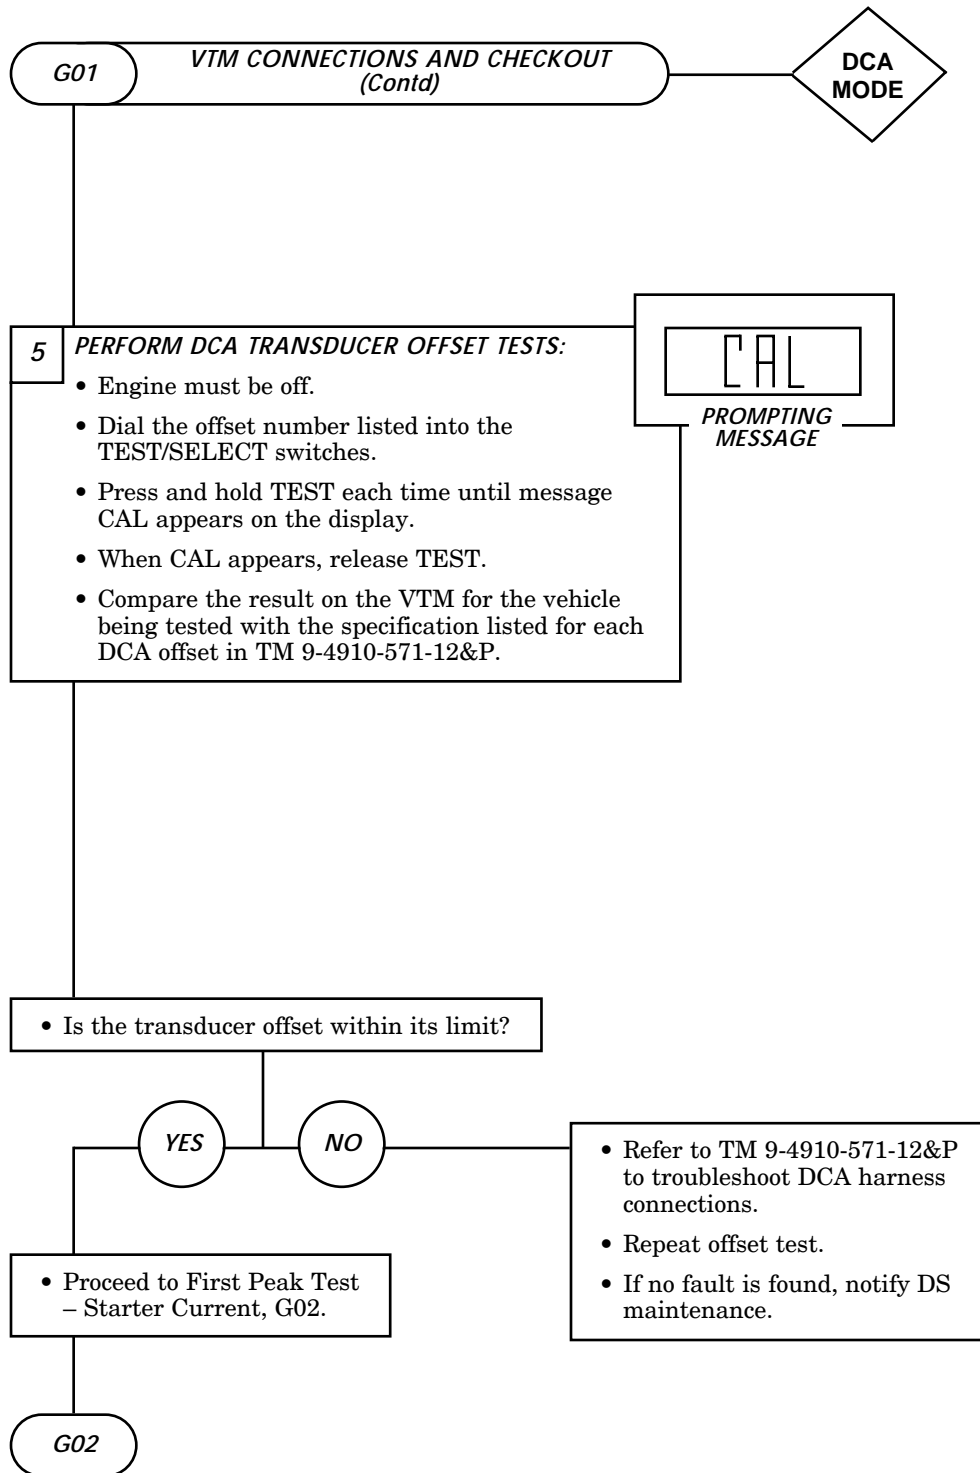 G01
VTM CONNECTIONS AND CHECKOUT
(Contd)
DCA
MODE
5
PERFORM DCA TRANSDUCER OFFSET TESTS:
• Engine must be off.
• Dial the offset number listed into the
TEST/SELECT switches.
• Press and hold TEST each time until message
CAL appears on the display.
• When CAL appears, release TEST.
• Compare the result on the VTM for the vehicle
being tested with the specification listed for each
DCA offset in TM 9-4910-571-12&P.
CAL
PROMPTING
MESSAGE
• Is the transducer offset within its limit?
YES
NO
• Refer to TM 9-4910-571-12&P
to troubleshoot DCA harness
connections.
• Repeat offset test.
• If no fault is found, notify DS
maintenance.
• Proceed to First Peak Test
– Starter Current, G02.
G02